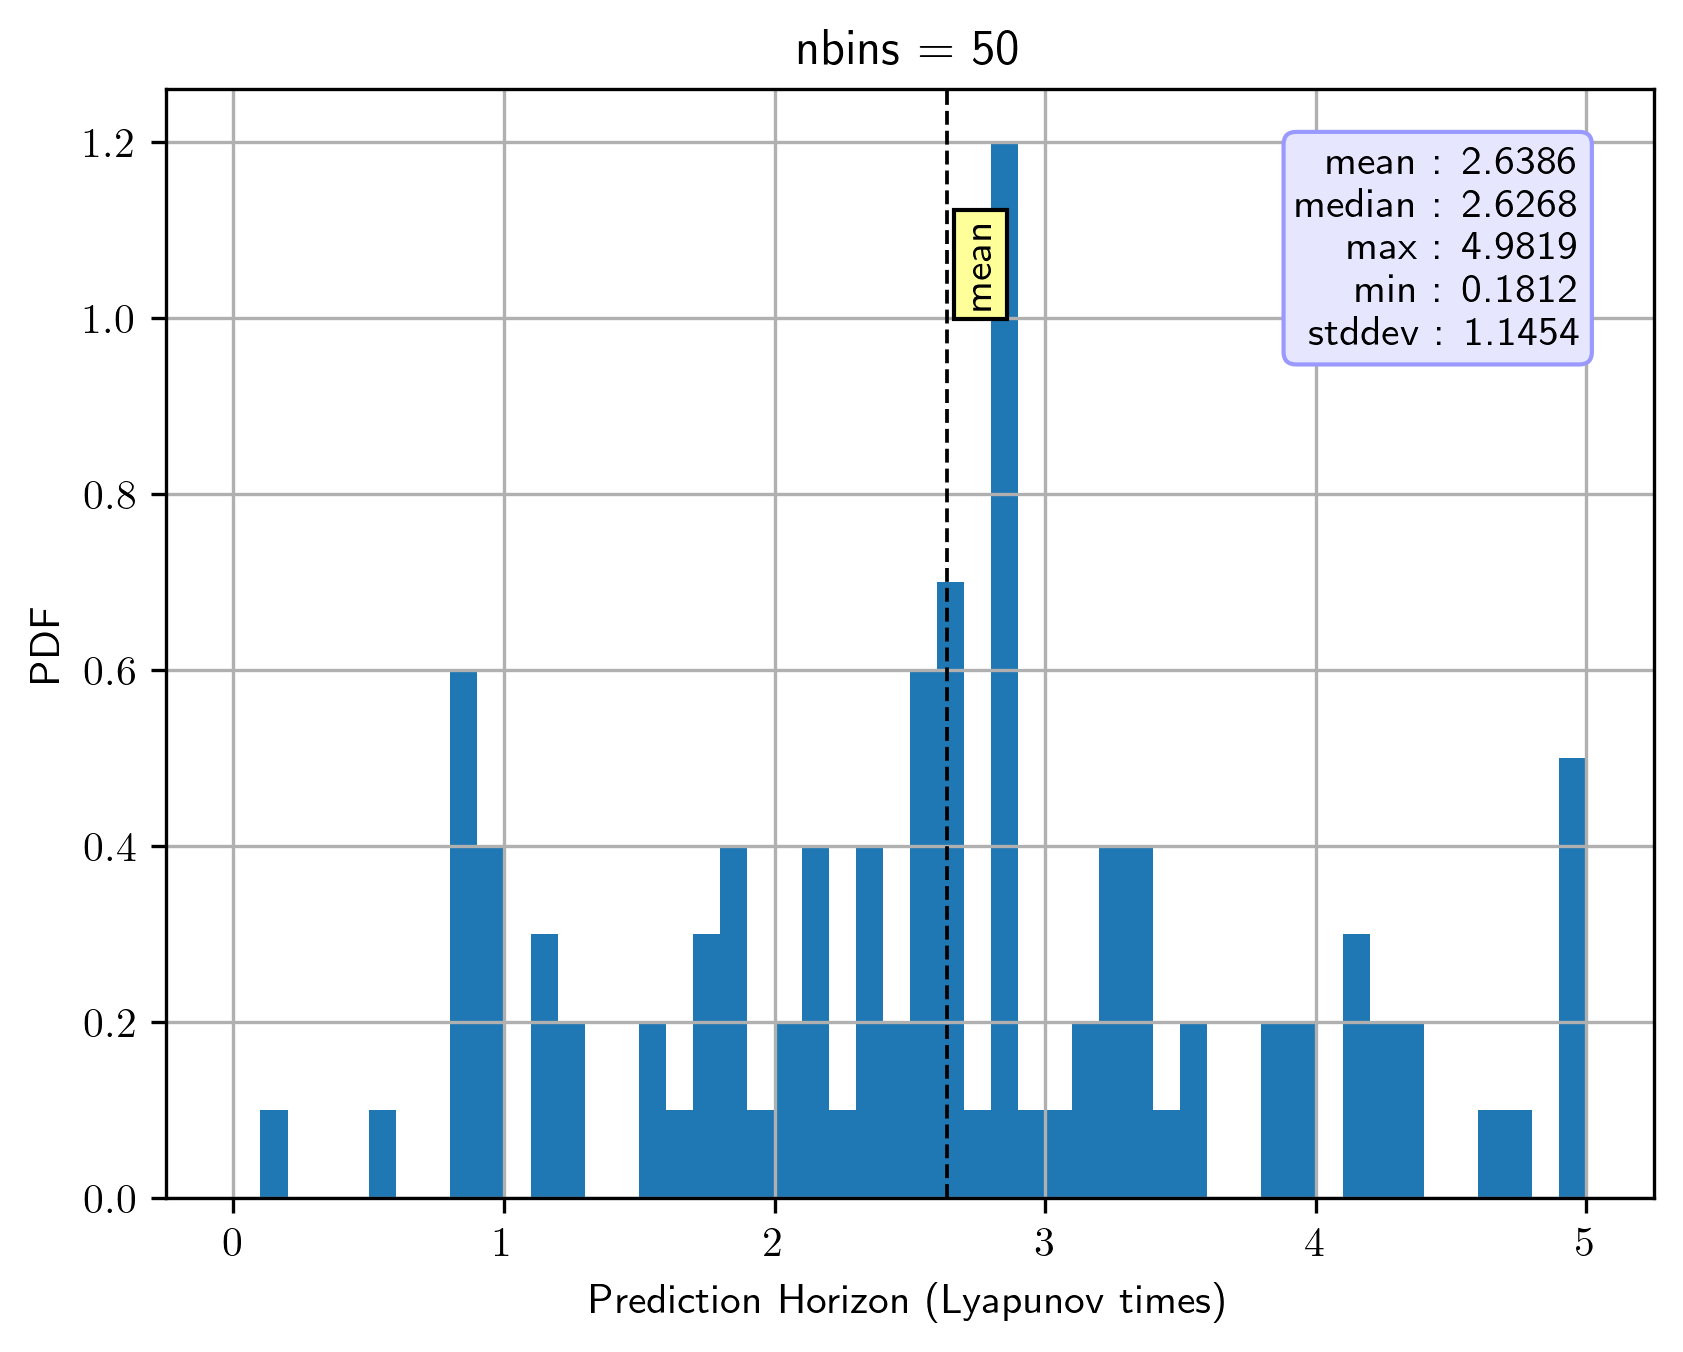 nbins = 50
mean : 2.6386
median : 2.6268
max : 4.9819
min : 0.1812
stddev : 1.1454
mean
PDF
1.2
1.0
0.8
0.6
0.4
0.2
0.0
0 1 2 3 4 5
Prediction Horizon (Lyapunov times)